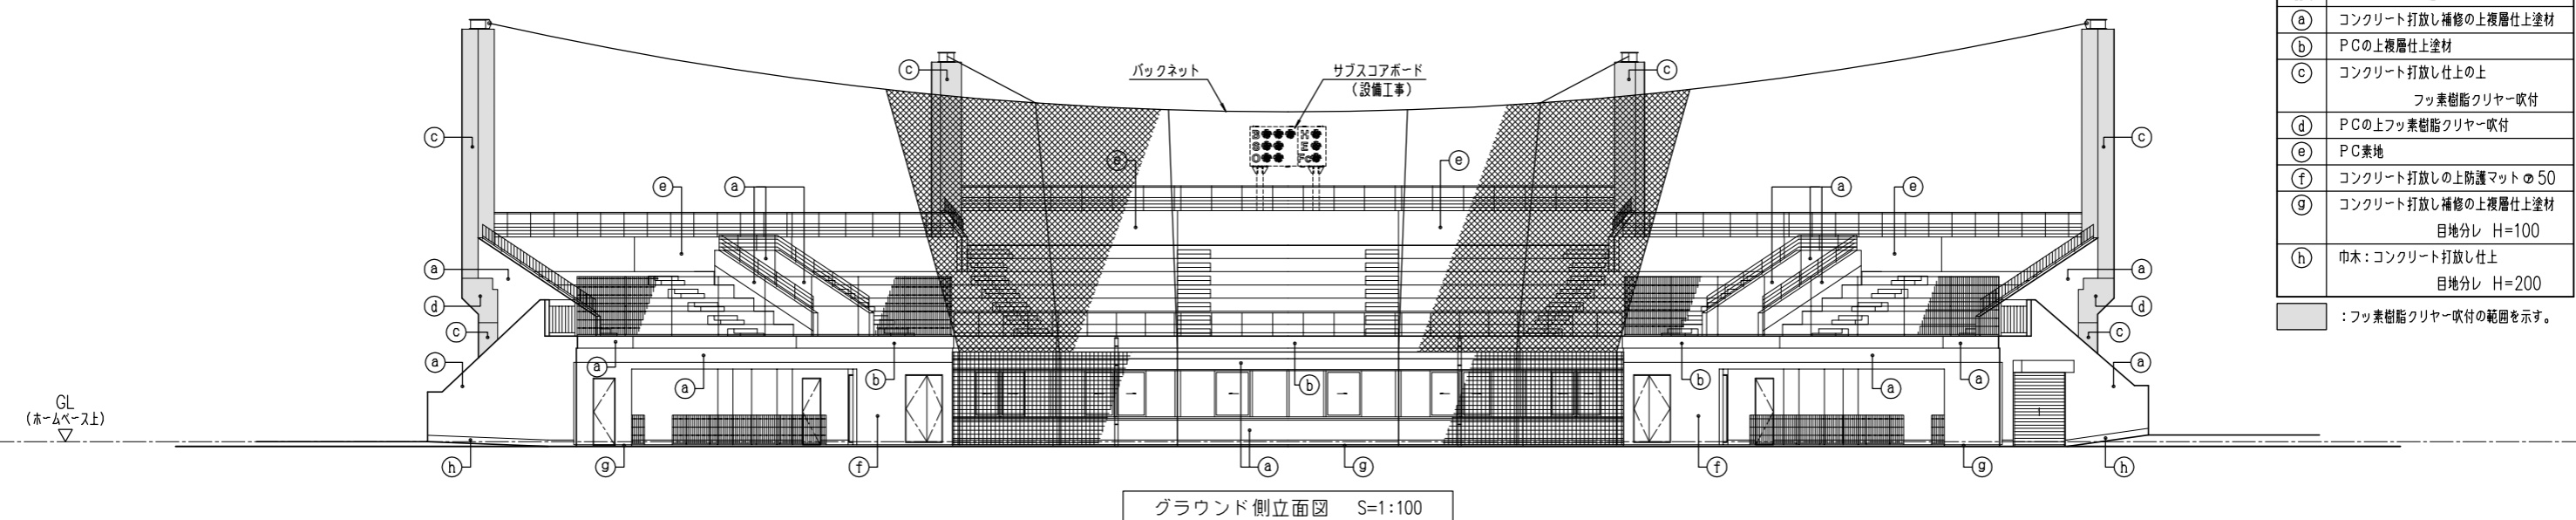 ⓐ コンクリート打放し補修の上複層仕上塗材
ⓑ PCの上複層仕上塗材
ⓒ コンクリート打放し仕上の上
フッ素樹脂クリヤー吹付
ⓓ PCの上フッ素樹脂クリヤー吹付
ⓔ PC素地
ⓕ コンクリート打放しの上防護マット⑦50
ⓖ コンクリート打放し補修の上複層仕上塗材
目地分レ H=100
ⓗ 巾木：コンクリート打放し仕上
目地分レ H=200
：フッ素樹脂クリヤー吹付の範囲を示す。
バックネット
サブスコアボード
（設備工事）
ⓒ ⓒ
B H
S E
O FC
ⓒ ⓒ
ⓔ ⓔ
ⓔ ⓐ ⓐ ⓔ
ⓐ ⓐ
ⓓ ⓓ
ⓒ ⓒ
ⓐ ⓐ ⓐ ⓑ ⓑ ⓑ ⓐ ⓐ ⓐ
GL
(ホームベース上)
ⓗ ⓖ ⓕ ⓐ ⓖ ⓕ ⓖ ⓗ
グラウンド側立面図 S=1:100